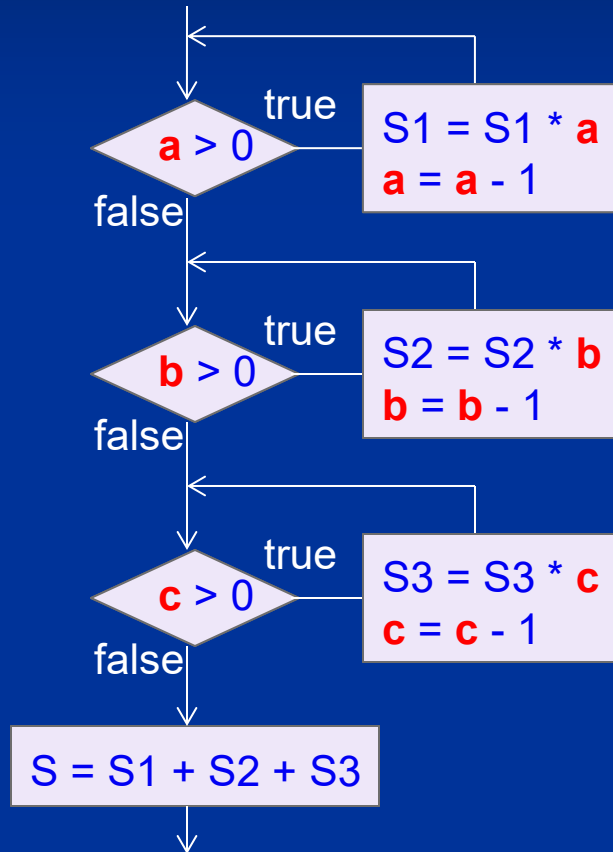 true
a > 0
S1 = S1 * a
a = a - 1
false
true
b > 0
S2 = S2 * b
b = b - 1
false
true
c > 0
S3 = S3 * c
c = c - 1
false
S = S1 + S2 + S3